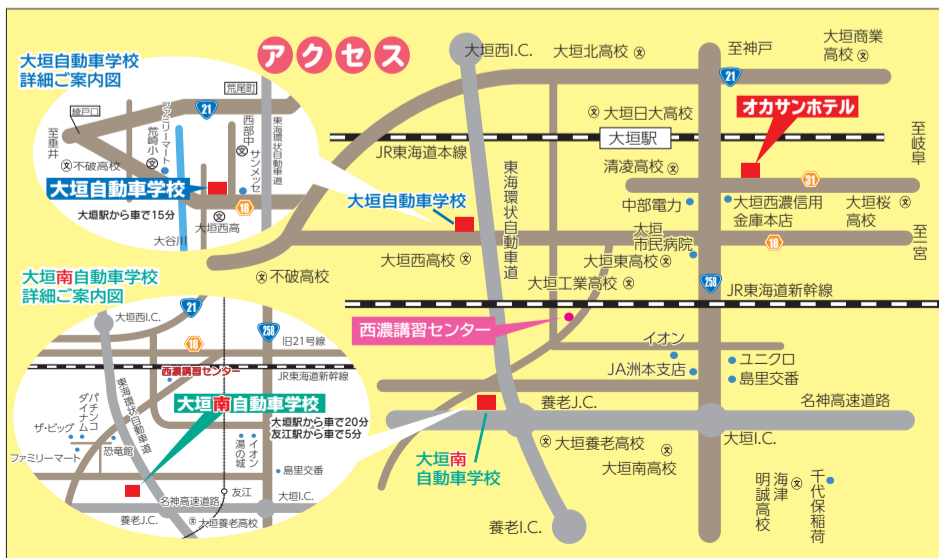 アクセス
大垣自動車学校
詳細ご案内図
綾戸口
荒尾町
21
至垂井
不破高校
荒崎小
ファミリーマート
西部中
サンメッセ
東海環状自動車道
大垣自動車学校
大垣駅から車で15分
18
大垣西高
大谷川
大垣西I.C.
大垣北高校
至神戸
大垣商業
高校
21
大垣日大高校
オカサンホテル
大垣駅
JR東海道本線
至岐阜
清凌高校
31
東海環状自動車道
大垣自動車学校
中部電力
大垣西濃信用
金庫本店
大垣桜
高校
大垣
市民病院
18
至一宮
大垣西高校
大垣東高校
不破高校
大垣工業高校
258
JR東海道新幹線
西濃講習センター
イオン
JA洲本支店
ユニクロ
島里交番
養老J.C.
名神高速道路
大垣南
自動車学校
大垣養老高校
大垣南高校
大垣I.C.
海津
明誠高校
千代保稲荷
養老I.C.
大垣南自動車学校
詳細ご案内図
大垣西I.C.
21
18
258
旧21号線
西濃講習センター
JR東海道新幹線
東海環状自動車道
大垣南自動車学校
大垣駅から車で20分
友江駅から車で5分
パチンコ
ダイナム
ザ・ビッグ
ファミリーマート
恐竜館
湯の城
イオン
島里交番
友江
名神高速道路
大垣I.C.
養老J.C.
大垣養老高校